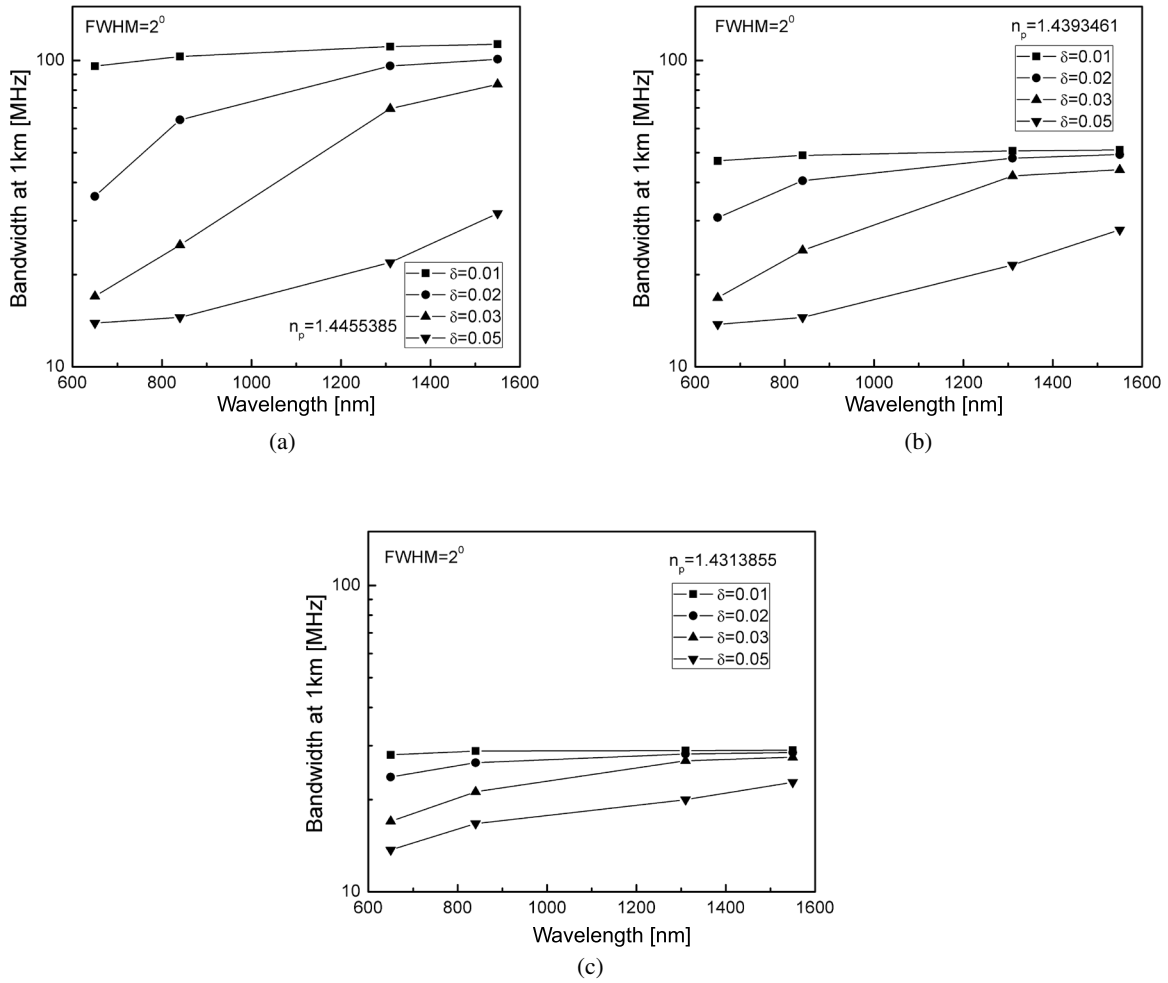 FWHM=2⁰
100
10
Bandwidth at 1km [MHz]
δ=0.01
δ=0.02
δ=0.03
δ=0.05
nₚ=1.4455385
600 800 1000 1200 1400 1600
Wavelength [nm]
(a)
FWHM=2⁰
nₚ=1.4393461
δ=0.01
δ=0.02
δ=0.03
δ=0.05
100
10
Bandwidth at 1km [MHz]
600 800 1000 1200 1400 1600
Wavelength [nm]
(b)
FWHM=2⁰
nₚ=1.4313855
δ=0.01
δ=0.02
δ=0.03
δ=0.05
100
10
Bandwidth at 1km [MHz]
600 800 1000 1200 1400 1600
Wavelength [nm]
(c)